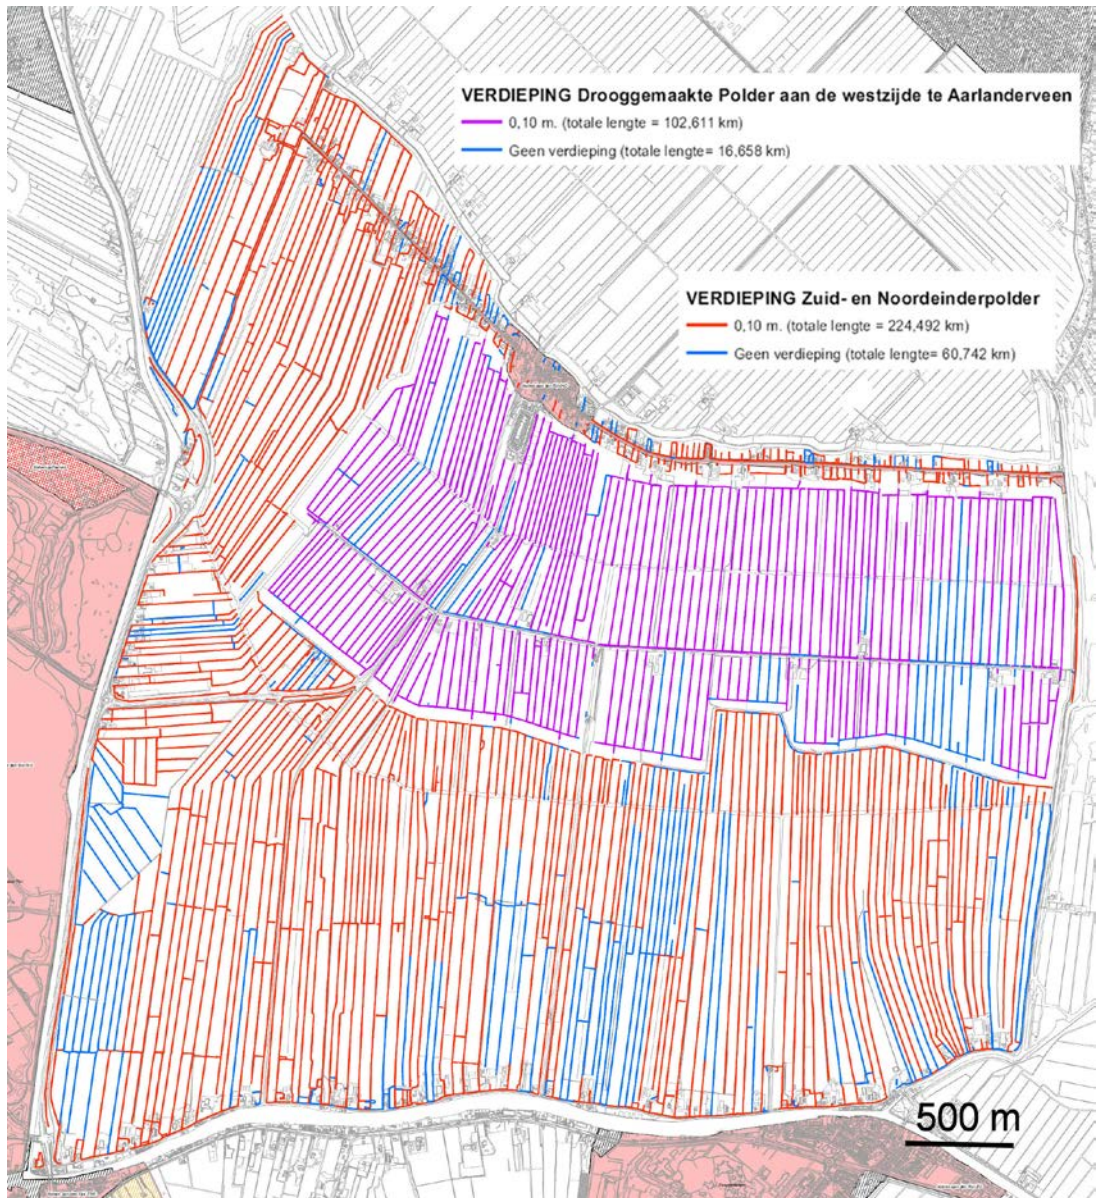 VERDIEPING Drooggemaakte Polder aan de westzijde te Aarlanderveen
0,10 m. (totale lengte = 102,611 km)
Geen verdieping (totale lengte= 16,658 km)
VERDIEPING Zuid- en Noordeinderpolder
0,10 m. (totale lengte = 224,492 km)
Geen verdieping (totale lengte= 60,742 km)
500 m